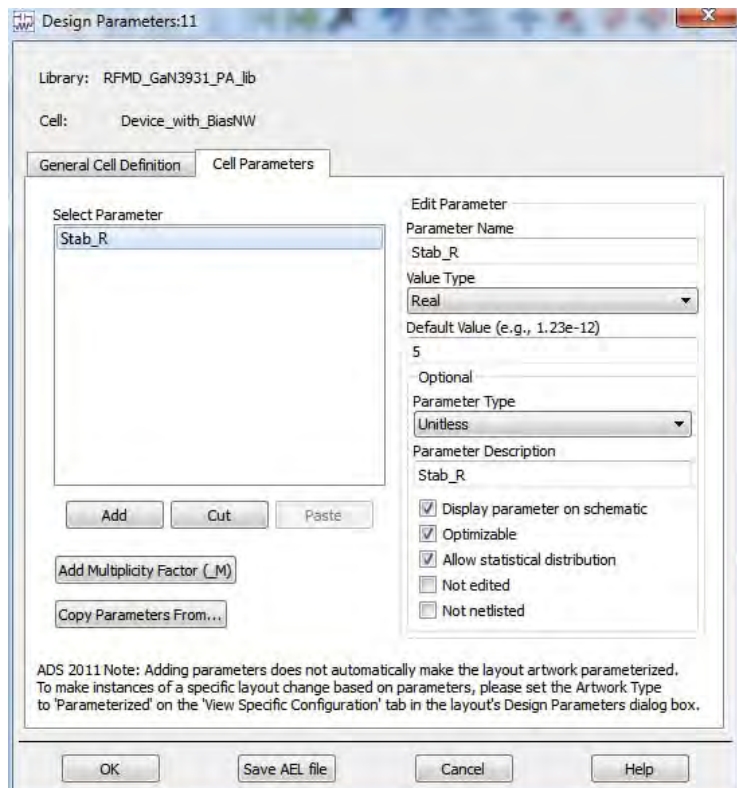 Design Parameters:11
Library: RFMD_GaN3931_PA_lib
Cell: Device_with_BiasNW
General Cell Definition
Cell Parameters
Select Parameter
Stab_R
Add
Cut
Paste
Add Multiplicity Factor (_M)
Copy Parameters From...
Edit Parameter
Parameter Name
Stab_R
Value Type
Real
Default Value (e.g., 1.23e-12)
5
Optional
Parameter Type
Unitless
Parameter Description
Stab_R
Display parameter on schematic
Optimizable
Allow statistical distribution
Not edited
Not netlisted
ADS 2011 Note: Adding parameters does not automatically make the layout artwork parameterized.
To make instances of a specific layout change based on parameters, please set the Artwork Type
to 'Parameterized' on the 'View Specific Configuration' tab in the layout's Design Parameters dialog box.
OK
Save AEL file
Cancel
Help